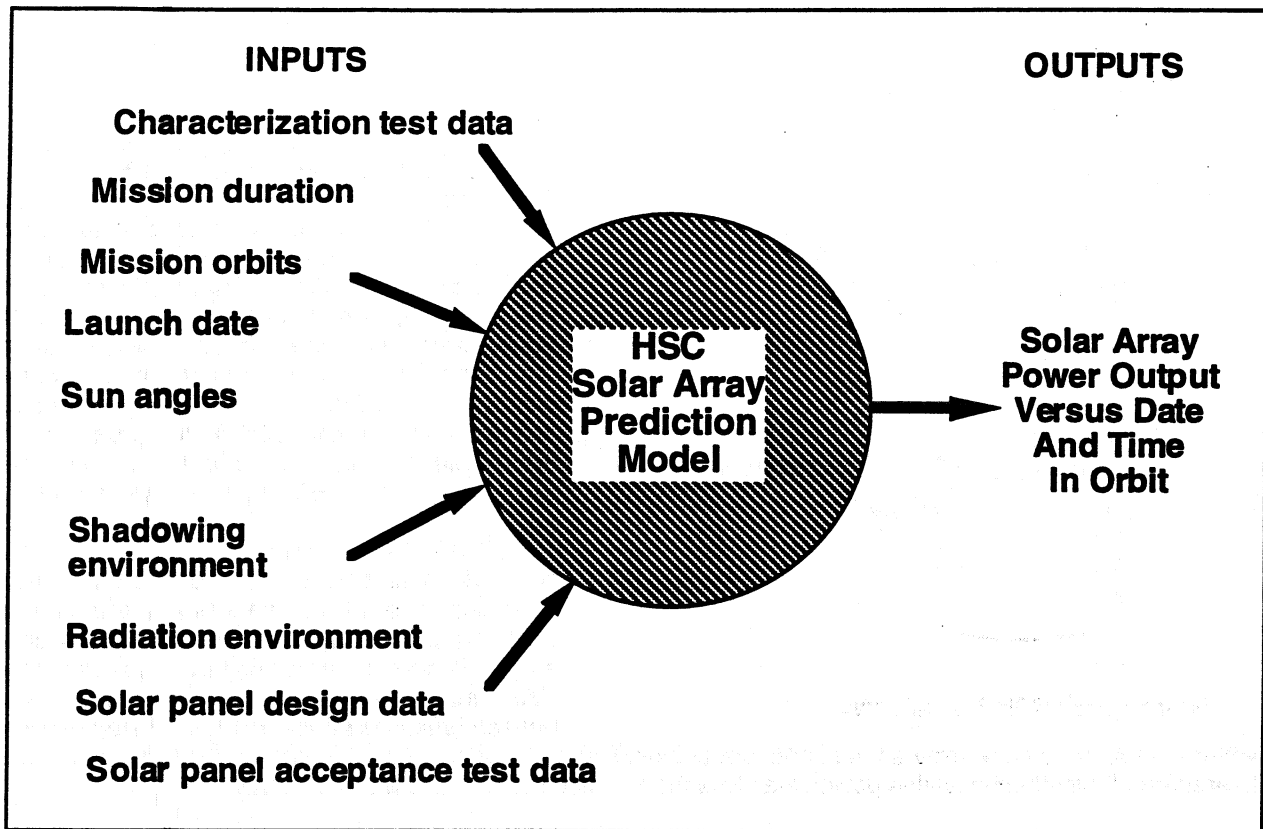 INPUTS
OUTPUTS
Characterization test data
Mission duration
Mission orbits
Launch date
Sun angles
Shadowing
environment
Radiation environment
Solar panel design data
Solar panel acceptance test data
HSC
Solar Array
Prediction
Model
Solar Array
Power Output
Versus Date
And Time
In Orbit